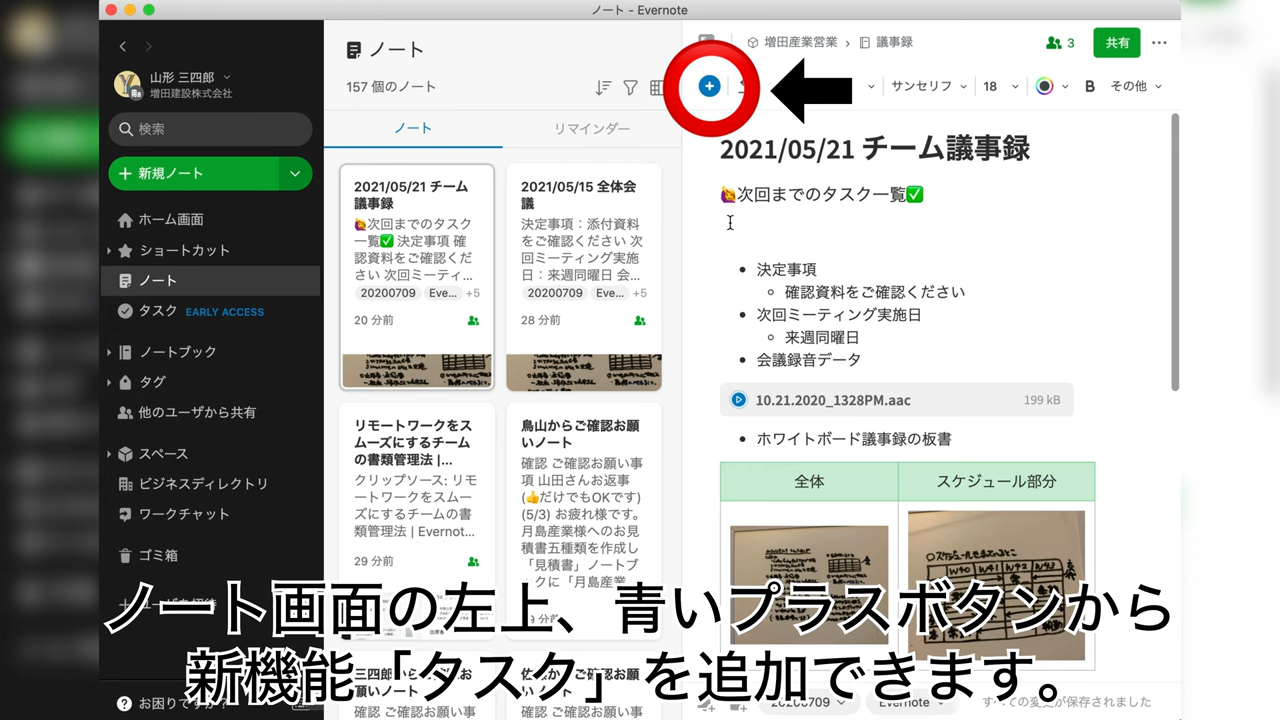 ノート - Evernote
山形 三四郎
増田建設株式会社
検索
新規ノート
ホーム画面
ショートカット
ノート
タスク EARLY ACCESS
ノートブック
タグ
他のユーザから共有
スペース
ビジネスディレクトリ
ワークチャット
ゴミ箱
ノート
157 個のノート
ノート リマインダー
2021/05/21 チーム
議事録
🙋次回までのタスク
一覧✅ 決定事項 確
認資料をご確認くだ
さい 次回ミーティ...
20200709 Eve... +5
20 分前
2021/05/15 全体会
議
決定事項：添付資料
をご確認ください 次
回ミーティング実施
日：来週同曜日 会...
20200709 Eve... +5
28 分前
リモートワークをス
ムーズにするチーム
の書類管理法 |...
クリップソース: リモ
ートワークをスムー
ズにするチームの書
類管理法 | Evernot...
29 分前
鳥山からご確認お願
いノート
確認 ご確認お願い事
項 山田さんお返事
(👍だけでもOKです)
(5/3) お疲れ様です。
月島産業様へのお見
積書五種類を作成し
「見積書」ノートブ
ックに「月島産業
増田産業営業 › 議事録
3 共有
サンセリフ 18 B その他
2021/05/21 チーム議事録
🙋次回までのタスク一覧✅
• 決定事項
◦ 確認資料をご確認ください
• 次回ミーティング実施日
◦ 来週同曜日
• 会議録音データ
10.21.2020_1328PM.aac 199 kB
• ホワイトボード議事録の板書
全体 スケジュール部分
ノート画面の左上、青いプラスボタンから
新機能「タスク」を追加できます。
20200709 Evernote すべての変更が保存されました